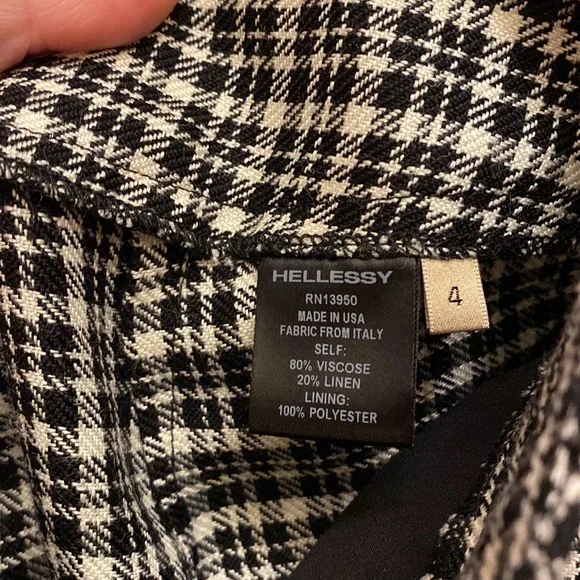 HELLESSY
RN13950
MADE IN USA
FABRIC FROM ITALY
SELF:
80% VISCOSE
20% LINEN
LINING:
100% POLYESTER
4